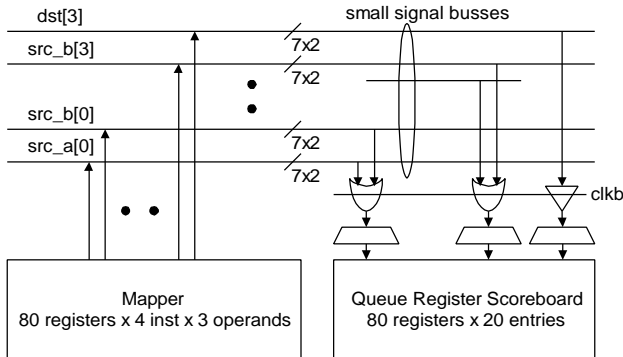 dst[3]
small signal busses
7x2
src_b[3]
7x2
src_b[0]
7x2
src_a[0]
7x2
clkb
Mapper
80 registers x 4 inst x 3 operands
Queue Register Scoreboard
80 registers x 20 entries